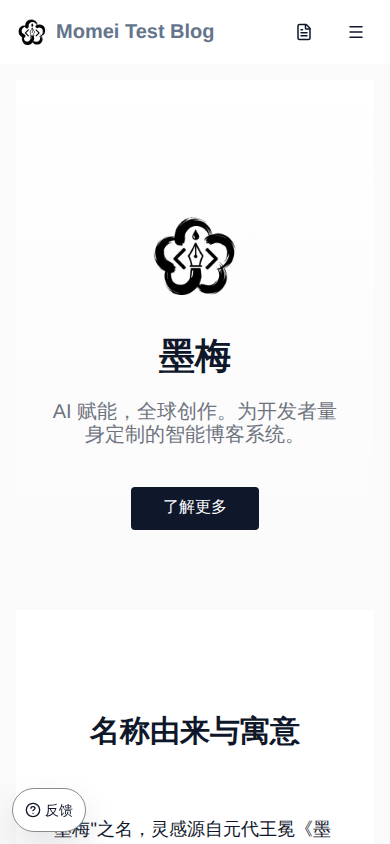 Momei Test Blog
墨梅
AI 赋能，全球创作。为开发者量
身定制的智能博客系统。
了解更多
名称由来与寓意
反馈
墨梅"之名，灵感源自元代王冕《墨